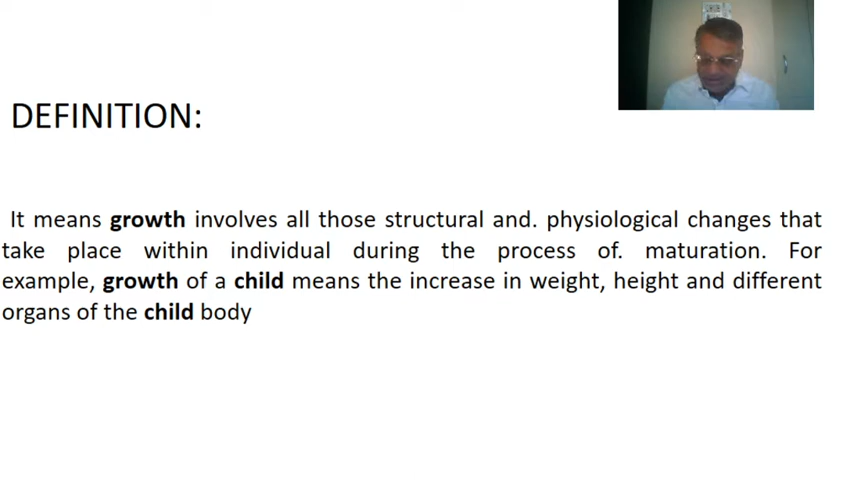 DEFINITION:
It means growth involves all those structural and. physiological changes that
take place within individual during the process of. maturation. For
example, growth of a child means the increase in weight, height and different
organs of the child body